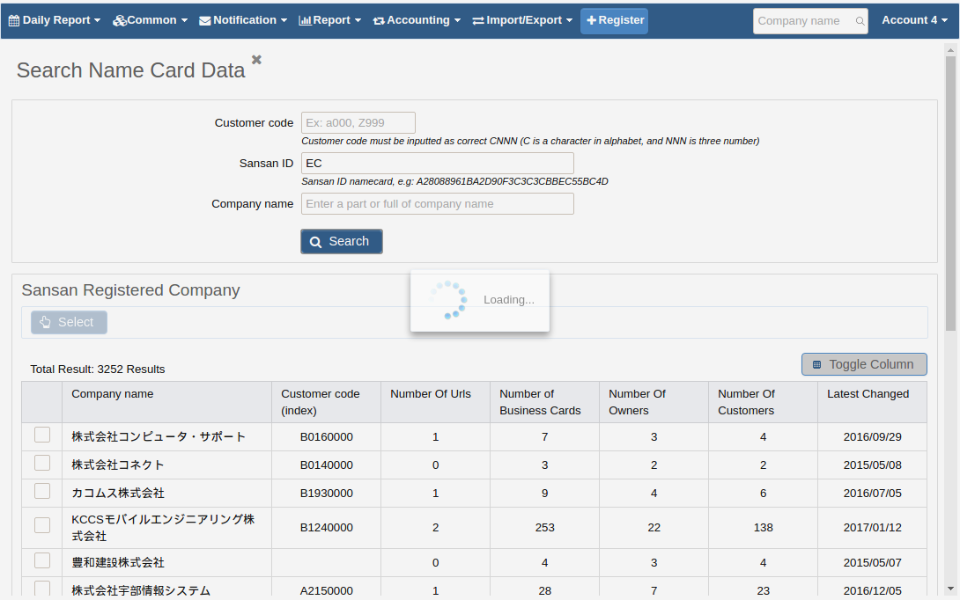 Daily Report Common Notification Report Accounting Import/Export Register Company name Account 4
Search Name Card Data
Customer code Ex: a000, Z999
Customer code must be inputted as correct CNNN (C is a character in alphabet, and NNN is three number)
Sansan ID EC
Sansan ID namecard, e.g: A28088961BA2D90F3C3C3CBBEC55BC4D
Company name Enter a part or full of company name
Search
Sansan Registered Company
Loading...
Select
Total Result: 3252 Results Toggle Column
Company name Customer code Number Of Urls Number of Number Of Number Of Latest Changed
(index) Business Cards Owners Customers
株式会社コンピュータ・サポート B0160000 1 7 3 4 2016/09/29
株式会社コネクト B0140000 0 3 2 2 2015/05/08
カコムス株式会社 B1930000 1 9 4 6 2016/07/05
KCCSモバイルエンジニアリング株 B1240000 2 253 22 138 2017/01/12
式会社
豊和建設株式会社 0 4 3 4 2015/05/07
株式会社宇部情報システム A2150000 1 28 7 23 2016/12/05